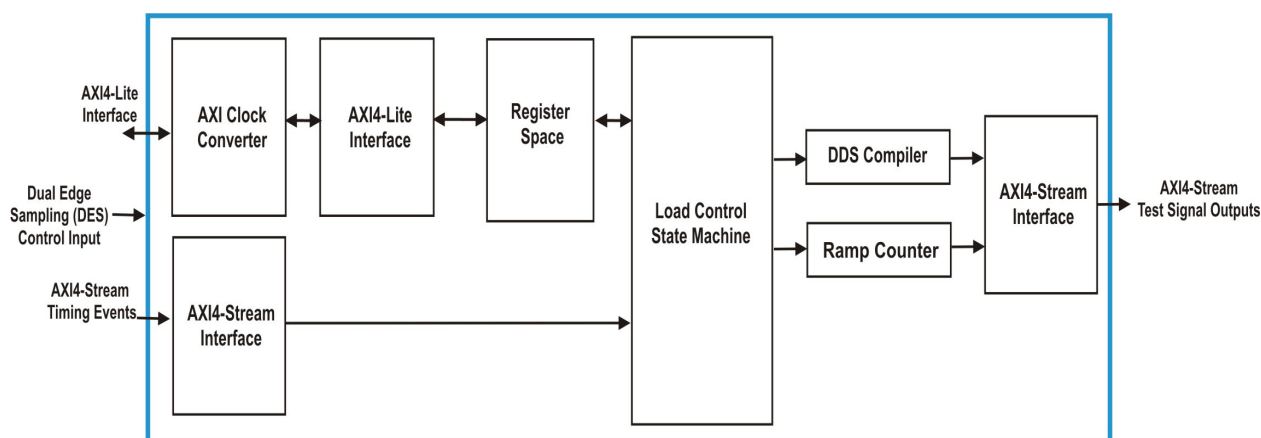 AXI4-Lite
Interface
AXI Clock
Converter
AXI4-Lite
Interface
Register
Space
Dual Edge
Sampling (DES)
Control Input
AXI4-Stream
Timing Events
AXI4-Stream
Interface
Load Control
State Machine
DDS Compiler
Ramp Counter
AXI4-Stream
Interface
AXI4-Stream
Test Signal Outputs